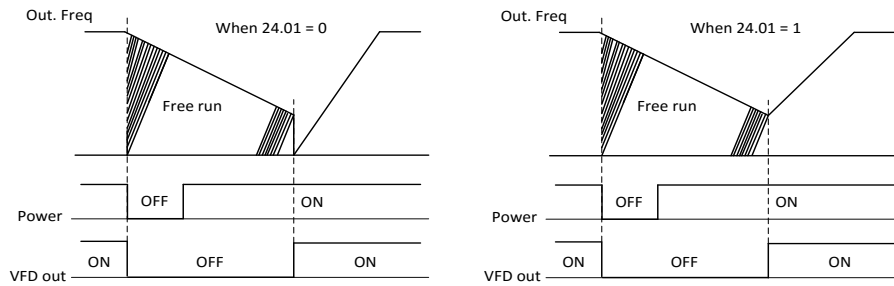 Out. Freq
When 24.01 = 0
Free run
OFF
ON
Power
ON
OFF
ON
VFD out
Out. Freq
When 24.01 = 1
Free run
OFF
ON
Power
ON
OFF
ON
VFD out